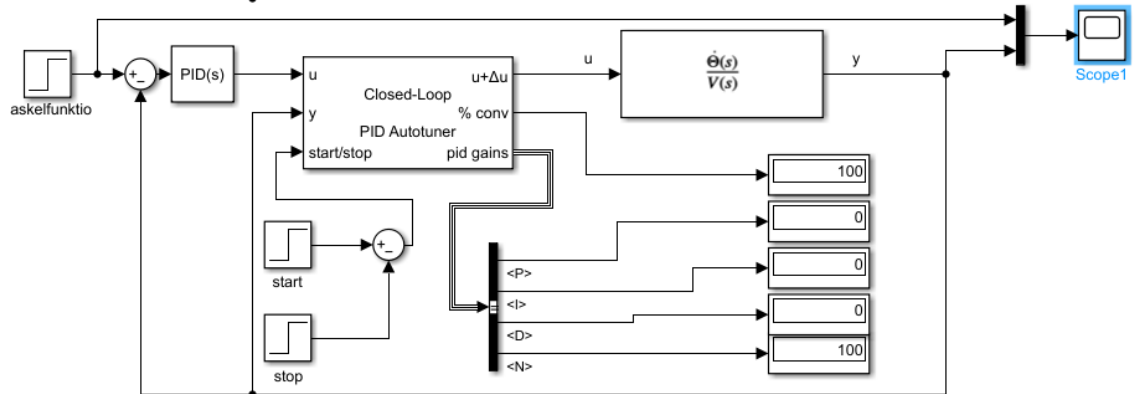 askelfunktio
+
−
PID(s)
u
y
start/stop
Closed-Loop
PID Autotuner
u+Δu
% conv
pid gains
u
Θ̇(s)
V(s)
y
Scope1
100
0
0
0
100
+
−
start
stop
<P>
<I>
<D>
<N>